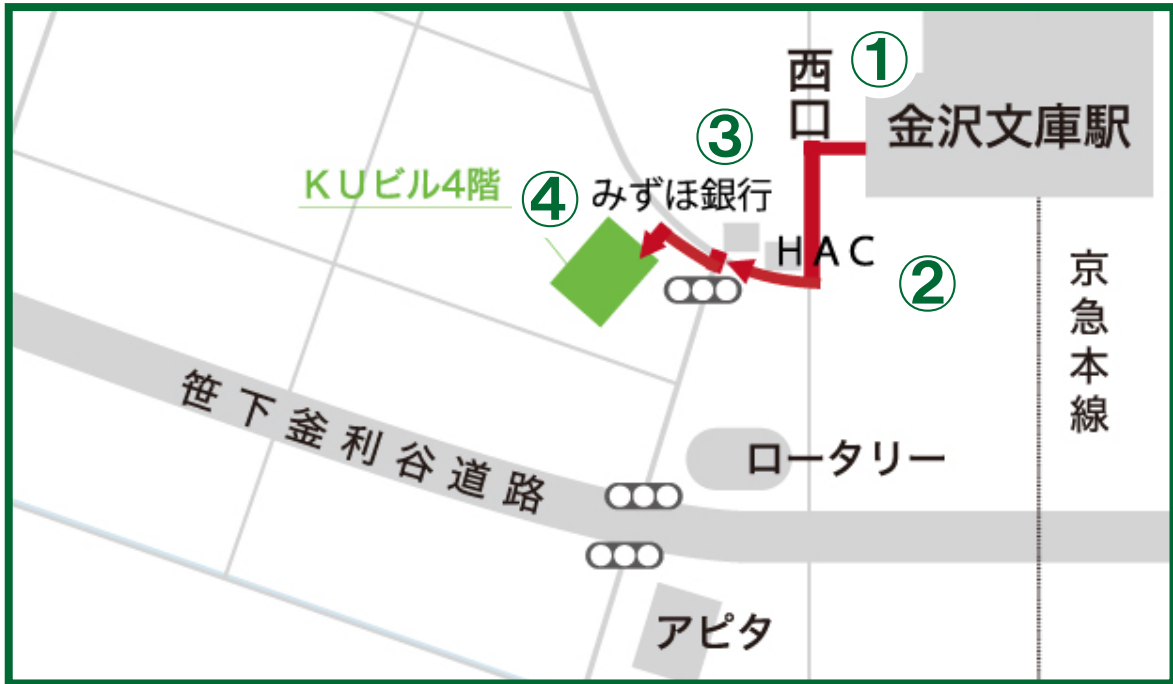 西口
①
金沢文庫駅
③
KUビル4階
④
みずほ銀行
HAC
②
京急本線
笹下釜利谷道路
ロータリー
アピタ